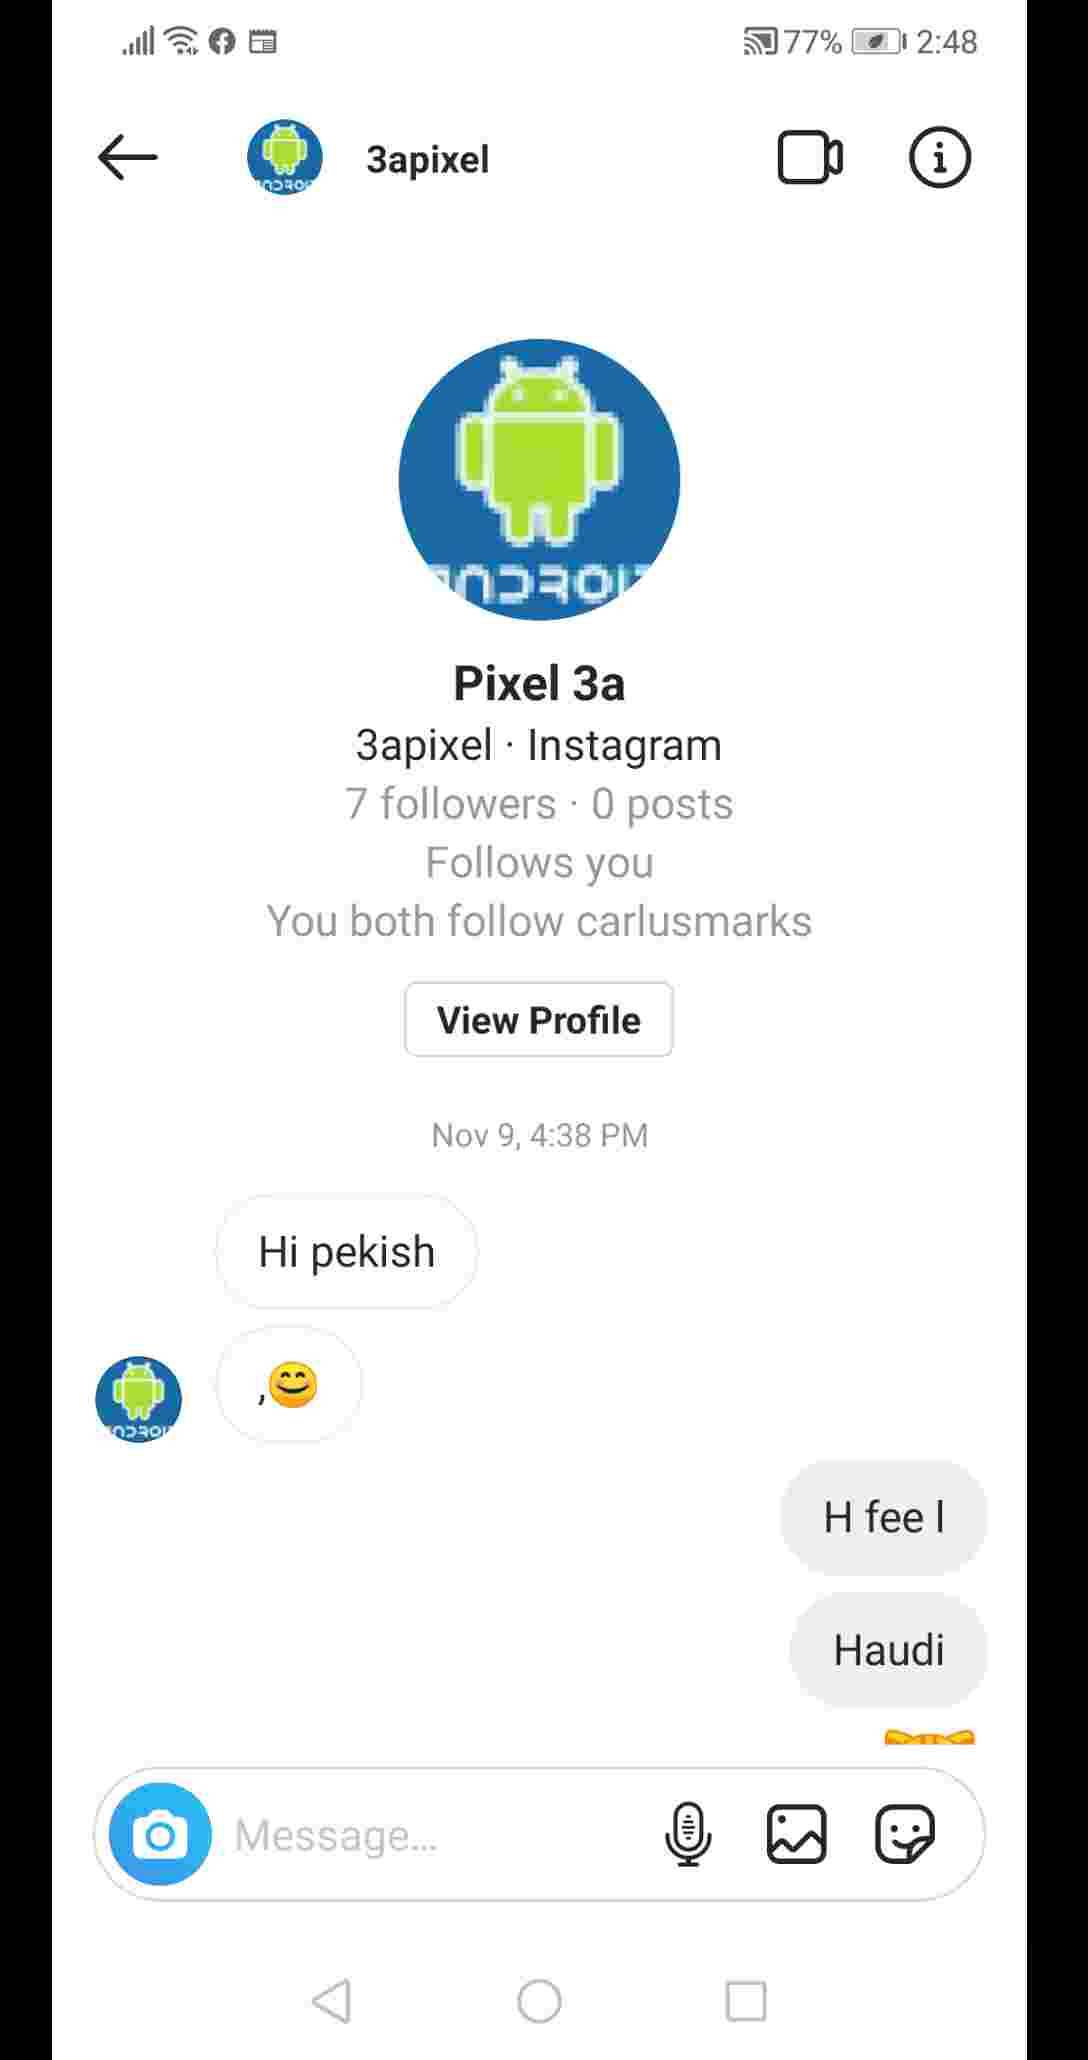 77% 2:48
3apixel
ANDROID
Pixel 3a
3apixel · Instagram
7 followers · 0 posts
Follows you
You both follow carlusmarks
View Profile
Nov 9, 4:38 PM
Hi pekish
,😊
H fee l
Haudi
Message...